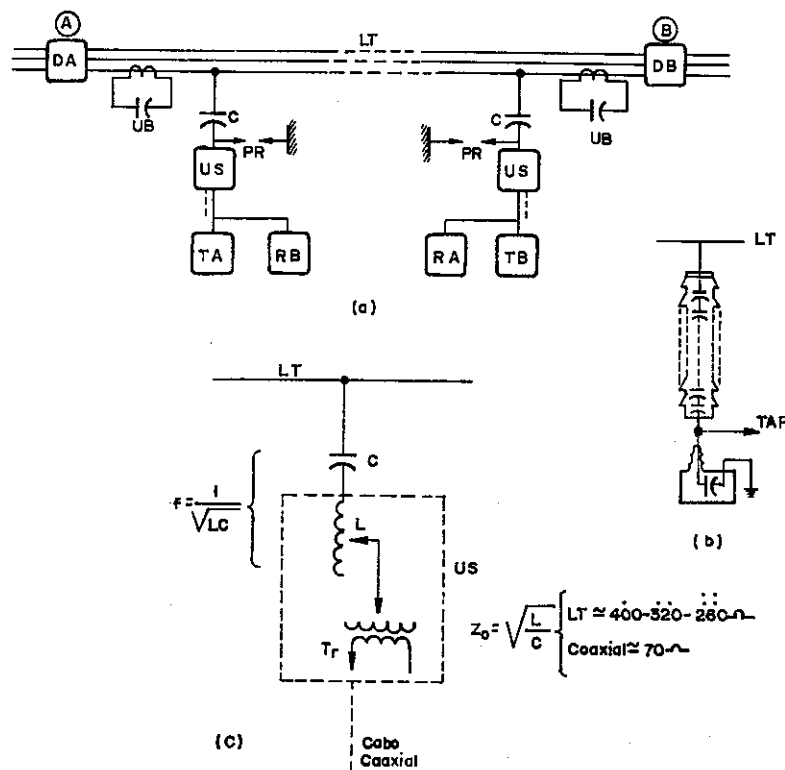 A
B
LT
DA
DB
UB
C
C
UB
PR
PR
US
US
TA
RB
RA
TB
(a)
LT
TAP
(b)
LT
C
f = 1/√LC
L
US
Tr
Z₀ = √L/C
LT ≃ 400-320-280 Ω
Coaxial ≃ 70 Ω
(c)
Cabo
Coaxial